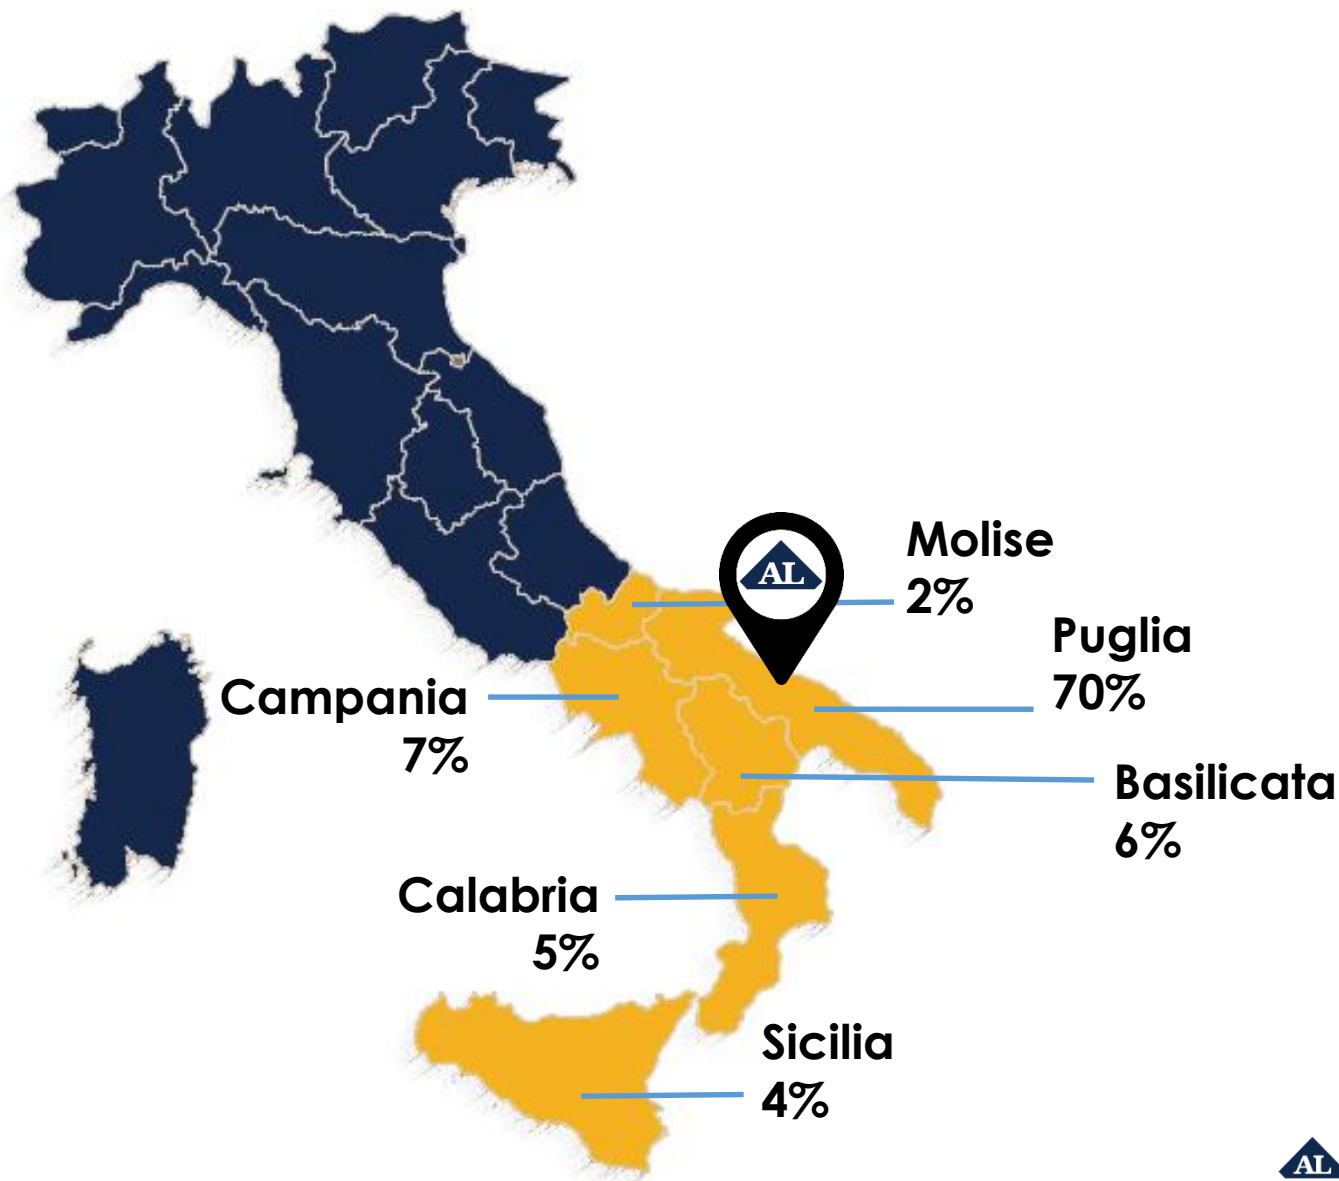 AL
Molise
2%
Puglia
70%
Campania
7%
Basilicata
6%
Calabria
5%
Sicilia
4%
AL